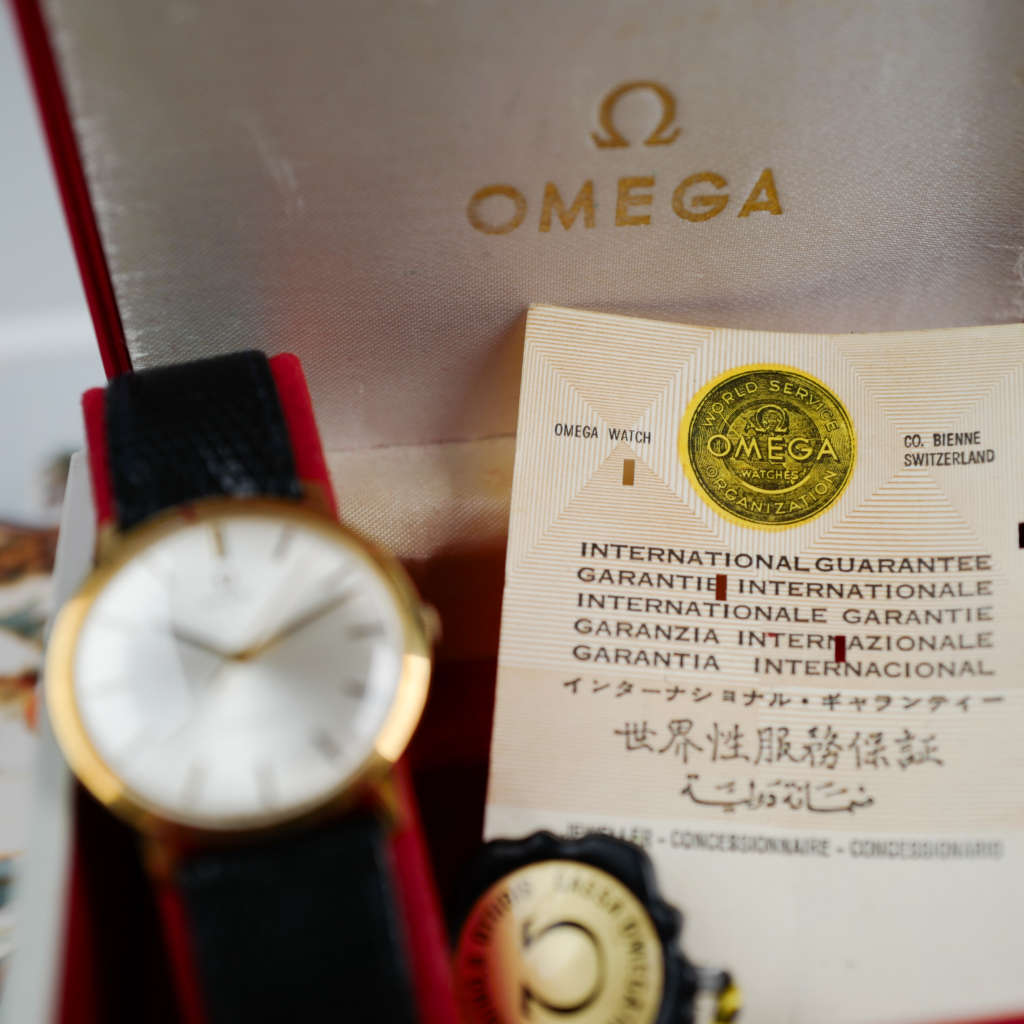 Ω
OMEGA
WORLD SERVICE
OMEGA
WATCHES
ORGANIZATION
OMEGA WATCH
CO. BIENNE
SWITZERLAND
INTERNATIONAL GUARANTEE
GARANTIE INTERNATIONALE
INTERNATIONALE GARANTIE
GARANZIA INTERNAZIONALE
GARANTIA INTERNACIONAL
インターナショナル・ギャランティー
世界性服務保証
ضمانة دولية
JEWELLER - CONCESSIONNAIRE - CONCESSIONARIO